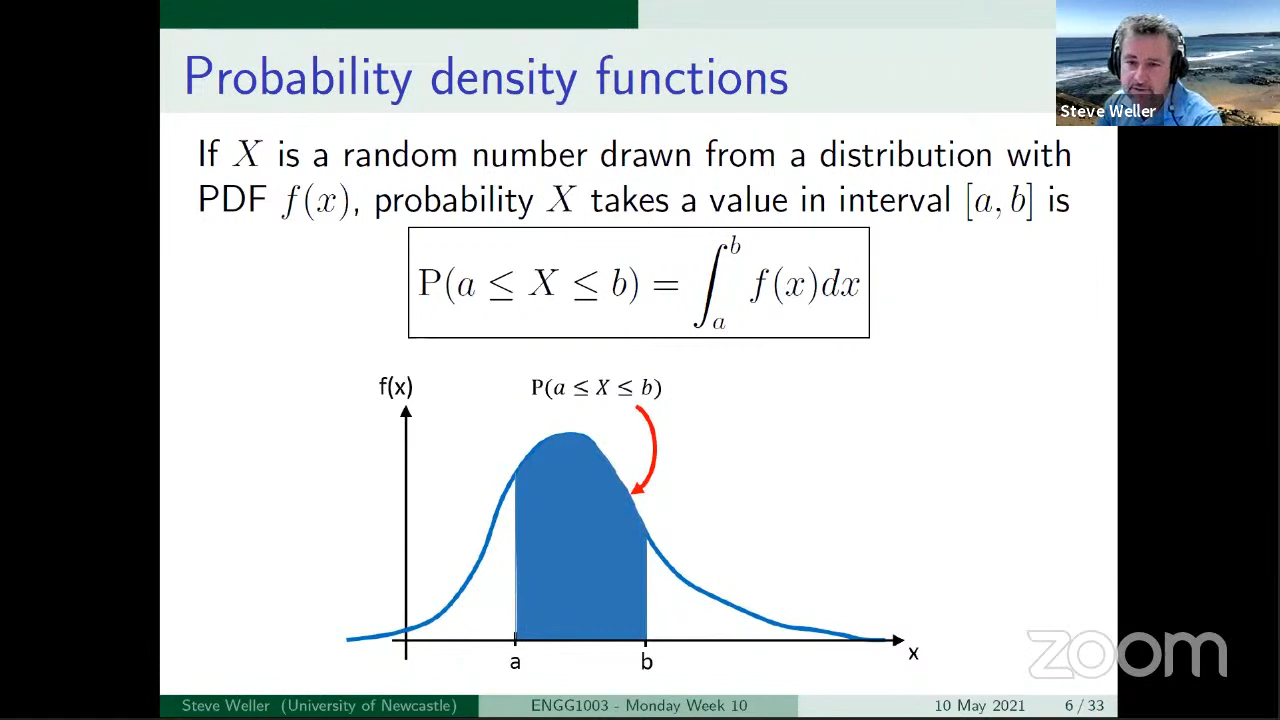 Probability density functions
Steve Weller
If X is a random number drawn from a distribution with
PDF f(x), probability X takes a value in interval [a, b] is
P(a ≤ X ≤ b) = ∫_a^b f(x)dx
f(x)
P(a ≤ X ≤ b)
a
b
x
zoom
Steve Weller (University of Newcastle)
ENGG1003 - Monday Week 10
10 May 2021
6 / 33